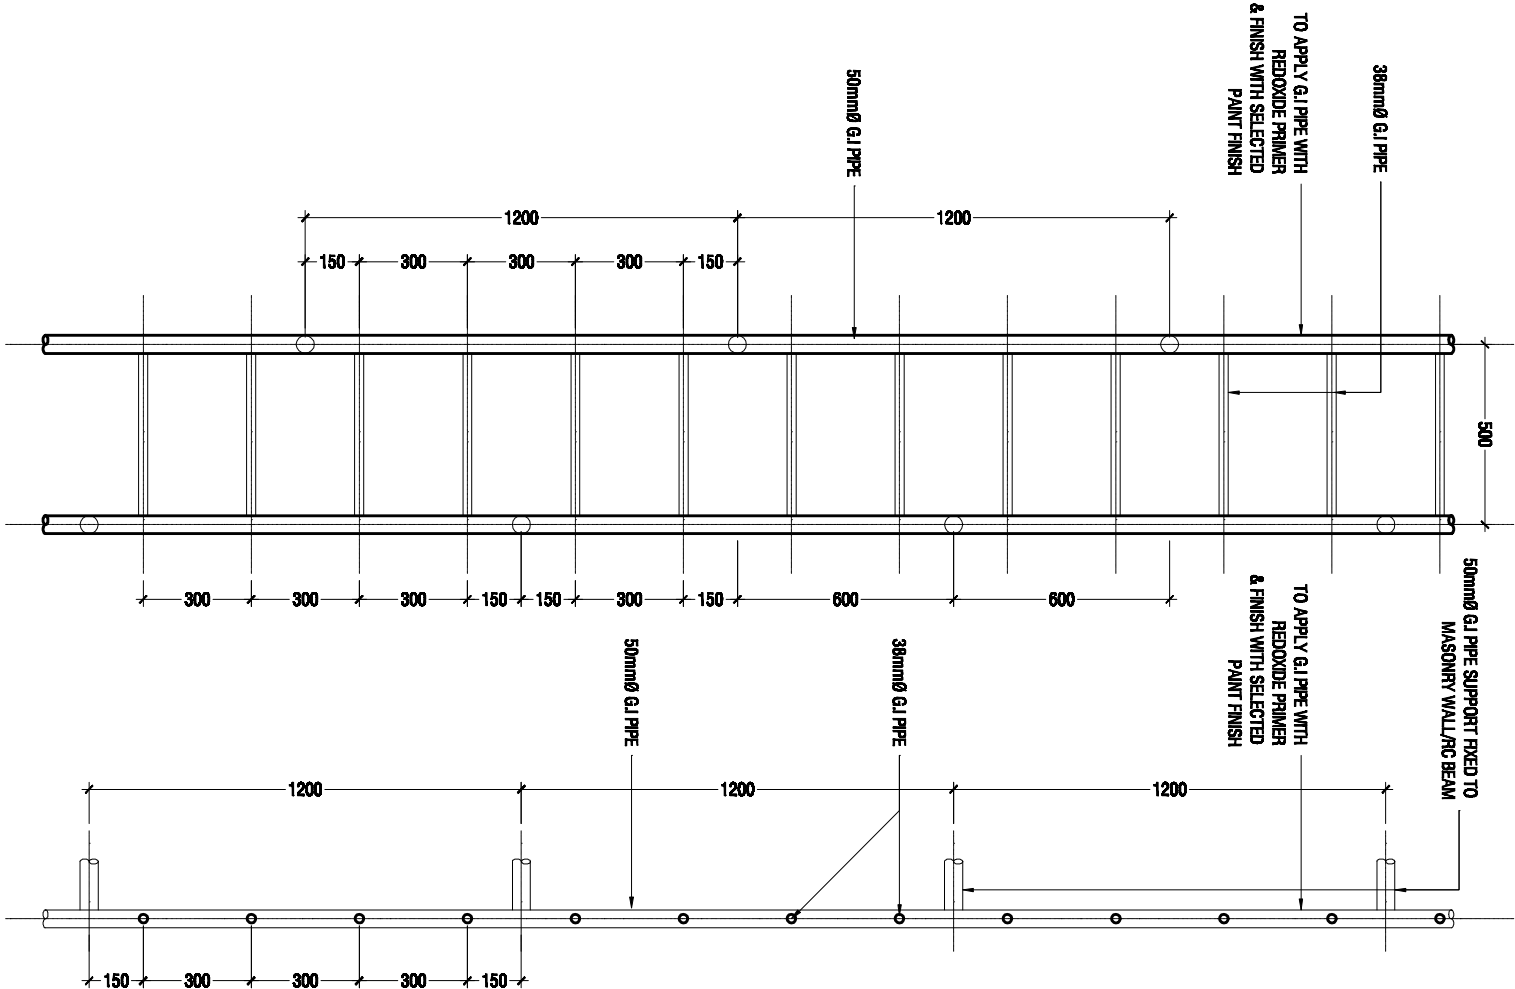 TO APPLY G.I PIPE WITH
REDOXIDE PRIMER
& FINISH WITH SELECTED
PAINT FINISH
38mmØ G.I PIPE
50mmØ G.I PIPE
1200
1200
150
300
300
300
150
500
300
300
300
150
150
300
150
600
600
50mmØ G.I PIPE SUPPORT FIXED TO
MASONRY WALL/RC BEAM
TO APPLY G.I PIPE WITH
REDOXIDE PRIMER
& FINISH WITH SELECTED
PAINT FINISH
50mmØ G.I PIPE
38mmØ G.I PIPE
1200
1200
1200
150
300
300
300
150